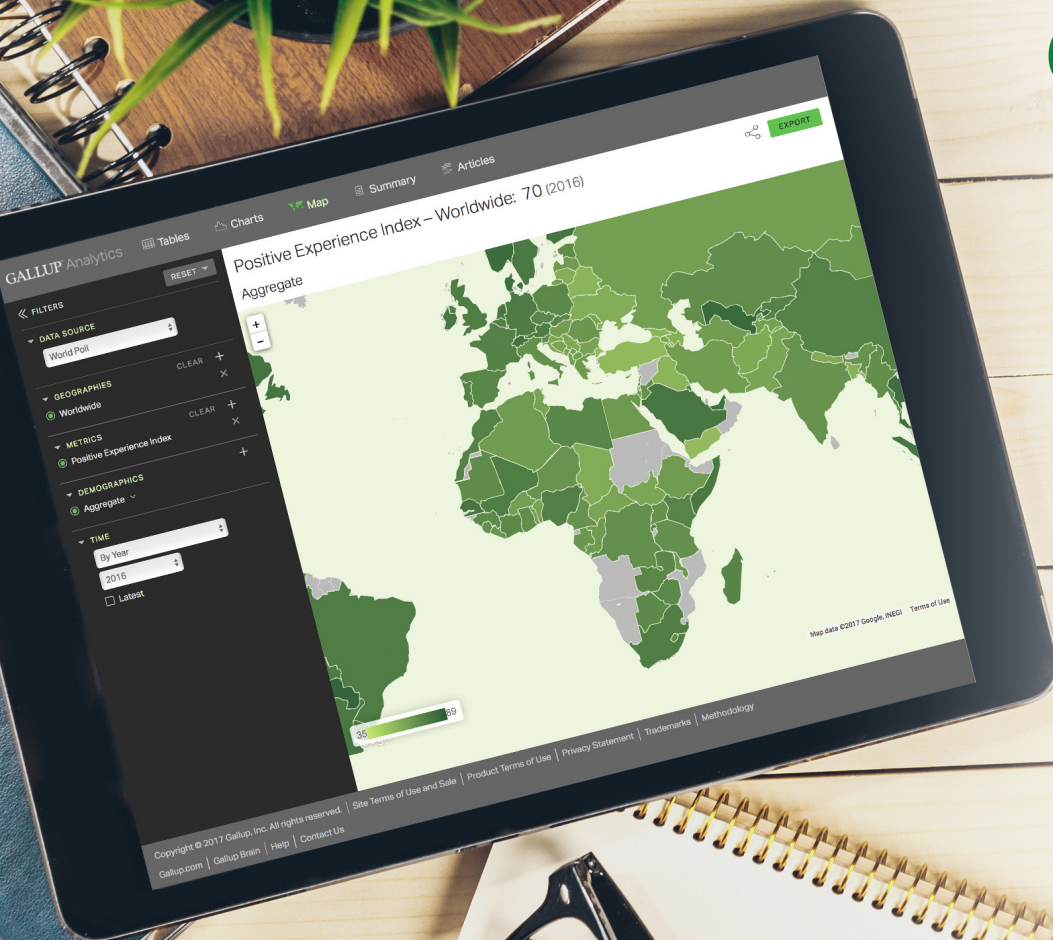 GALLUP Analytics
Tables
Charts
Map
Summary
Articles
FILTERS
RESET
DATA SOURCE
World Poll
GEOGRAPHIES
CLEAR
Worldwide
METRICS
CLEAR
Positive Experience Index
DEMOGRAPHICS
Aggregate
TIME
By Year
2016
Latest
Positive Experience Index – Worldwide: 70 (2016)
EXPORT
Aggregate
+
−
35
89
Map data ©2017 Google, INEGI Terms of Use
Copyright © 2017 Gallup, Inc. All rights reserved. | Site Terms of Use and Sale | Product Terms of Use | Privacy Statement | Trademarks | Methodology
Gallup.com | Gallup Brain | Help | Contact Us